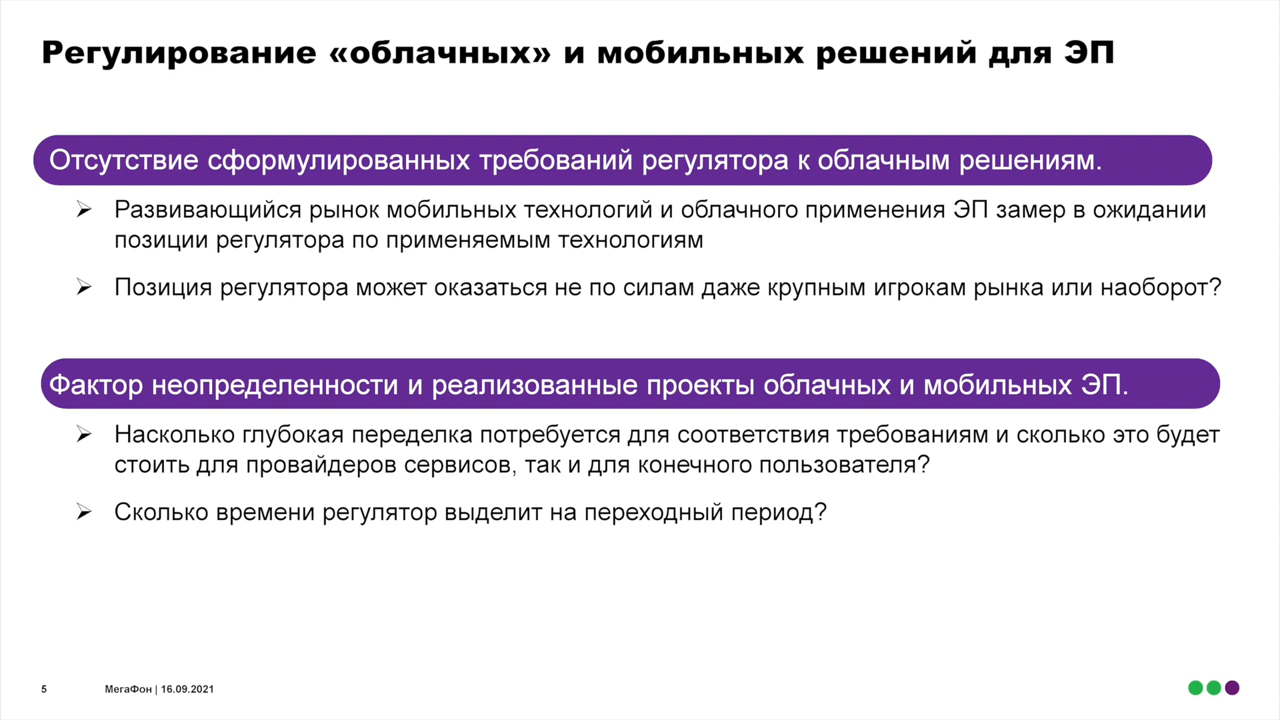 Регулирование «облачных» и мобильных решений для ЭП
Отсутствие сформулированных требований регулятора к облачным решениям.
➢ Развивающийся рынок мобильных технологий и облачного применения ЭП замер в ожидании
позиции регулятора по применяемым технологиям
➢ Позиция регулятора может оказаться не по силам даже крупным игрокам рынка или наоборот?
Фактор неопределенности и реализованные проекты облачных и мобильных ЭП.
➢ Насколько глубокая переделка потребуется для соответствия требованиям и сколько это будет
стоить для провайдеров сервисов, так и для конечного пользователя?
➢ Сколько времени регулятор выделит на переходный период?
5 МегаФон | 16.09.2021